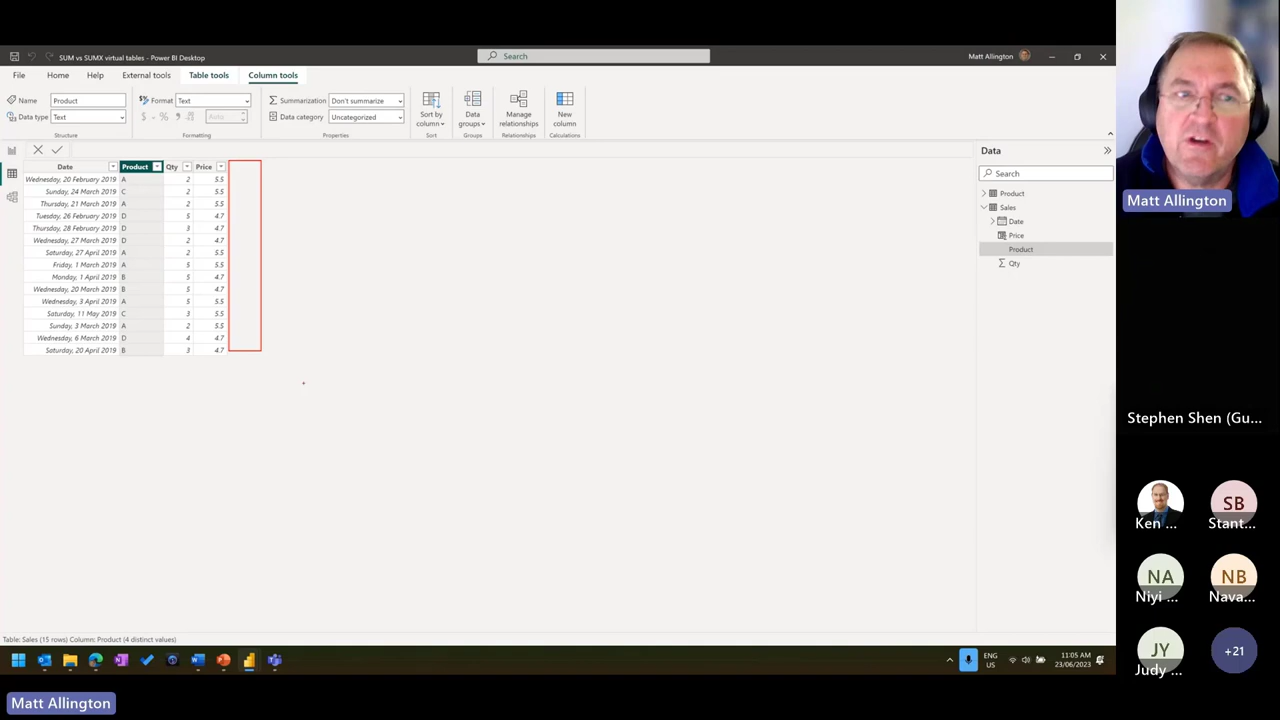 SUM vs SUMX virtual tables - Power BI Desktop
Search
Matt Allington
File Home Help External tools Table tools Column tools
Name Product
Format Text
Summarization Don't summarize
Data type Text
$ % Auto
Data category Uncategorized
Sort by column
Data groups
Manage relationships
New column
Structure Formatting Properties Sort Groups Relationships Calculations
Date Product Qty Price
Wednesday, 20 February 2019 A 2 5.5
Sunday, 24 March 2019 C 2 5.5
Thursday, 21 March 2019 A 2 5.5
Tuesday, 26 February 2019 D 5 4.7
Thursday, 28 February 2019 D 3 4.7
Wednesday, 27 March 2019 D 2 4.7
Saturday, 27 April 2019 A 2 5.5
Friday, 1 March 2019 A 5 5.5
Monday, 1 April 2019 B 5 4.7
Wednesday, 20 March 2019 B 5 4.7
Wednesday, 3 April 2019 A 5 5.5
Saturday, 11 May 2019 C 3 5.5
Sunday, 3 March 2019 A 2 5.5
Wednesday, 6 March 2019 D 4 4.7
Saturday, 20 April 2019 B 3 4.7
Data
Search
Product
Sales
Date
Price
Product
Σ Qty
Table: Sales (15 rows) Column: Product (4 distinct values)
ENG
US
11:05 AM
23/06/2023
Matt Allington
Matt Allington
Stephen Shen (Gu...
Ken ...
SB
Stant...
NA
Niyi ...
NB
Nava...
JY
Judy ...
+21